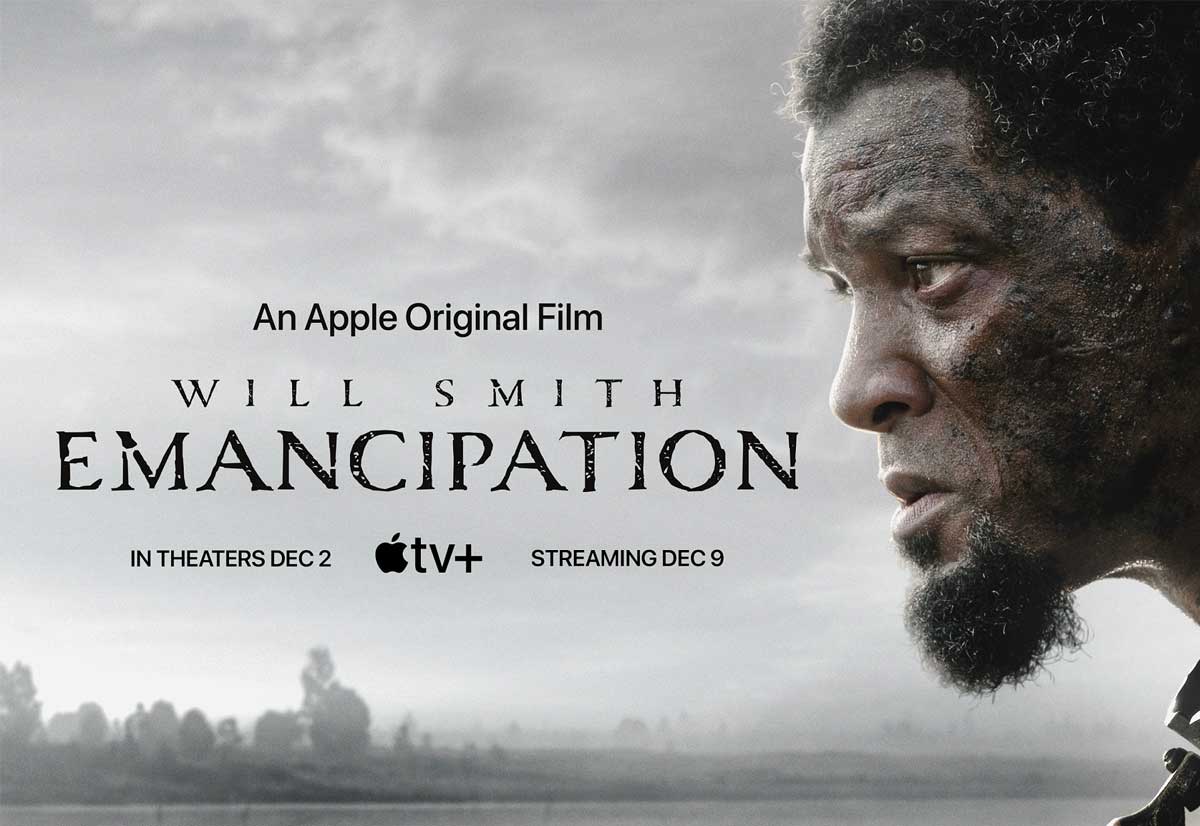 An Apple Original Film
WILL SMITH
EMANCIPATION
IN THEATERS DEC 2 tv+ STREAMING DEC 9